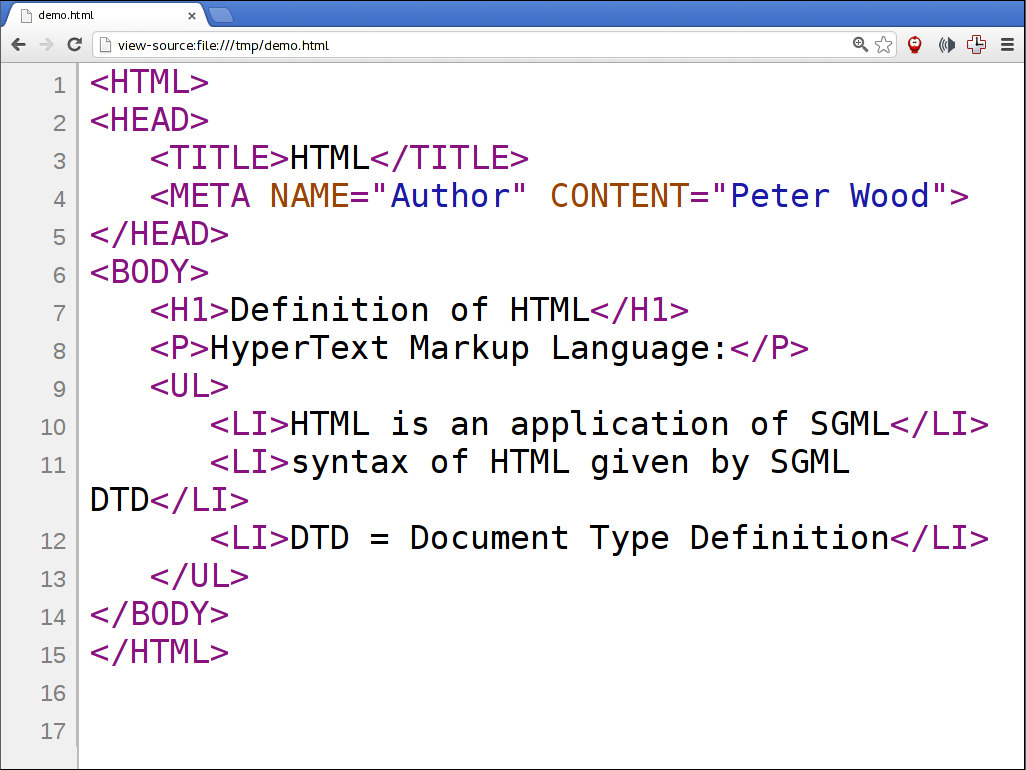 demo.html
view-source:file:///tmp/demo.html
1 <HTML>
2 <HEAD>
3    <TITLE>HTML</TITLE>
4    <META NAME="Author" CONTENT="Peter Wood">
5 </HEAD>
6 <BODY>
7    <H1>Definition of HTML</H1>
8    <P>HyperText Markup Language:</P>
9    <UL>
10       <LI>HTML is an application of SGML</LI>
11       <LI>syntax of HTML given by SGML
DTD</LI>
12       <LI>DTD = Document Type Definition</LI>
13    </UL>
14 </BODY>
15 </HTML>
16
17